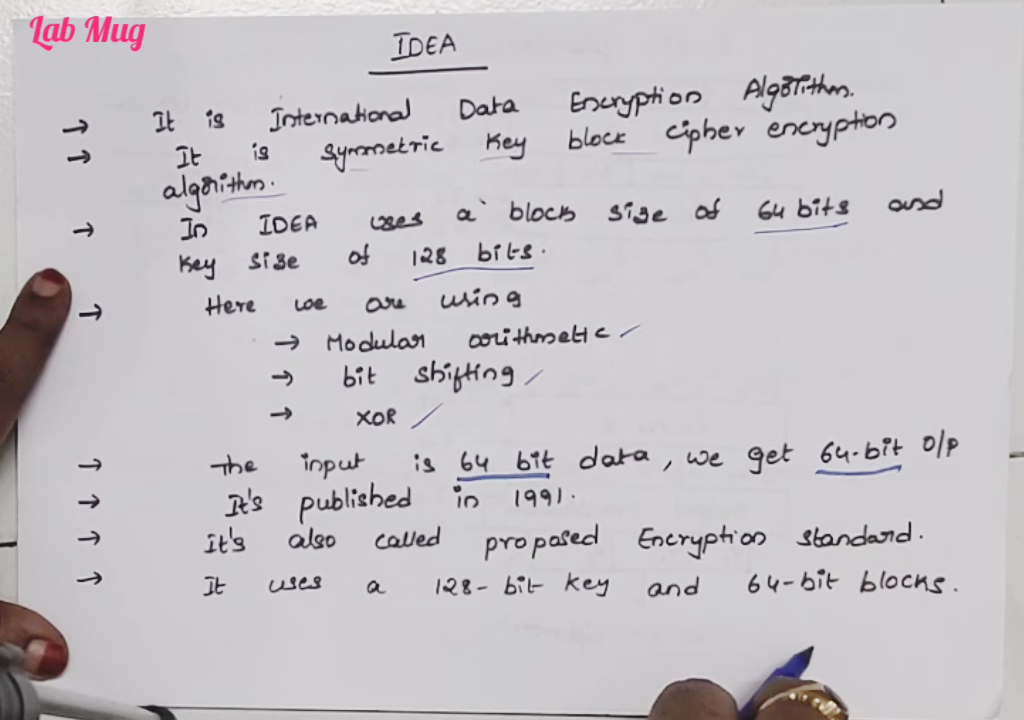 Lab Mug
IDEA
→ It is International Data Encryption Algorithm.
→ It is symmetric key block cipher encryption
algorithm.
→ In IDEA uses a block size of 64 bits and
key size of 128 bits.
→ Here we are using
→ Modular arithmetic
→ bit shifting
→ XOR
→ The input is 64 bit data, we get 64-bit O/P
→ It's published in 1991.
→ It's also called proposed Encryption standard.
→ It uses a 128-bit key and 64-bit blocks.